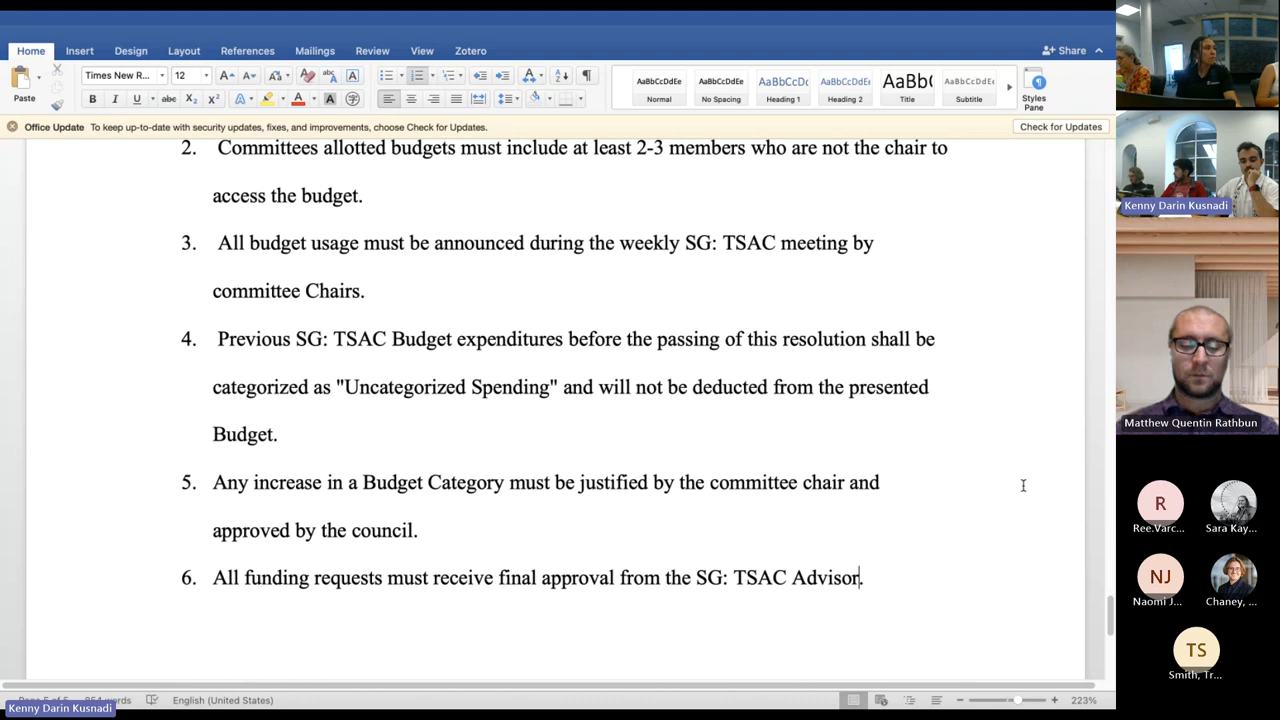 Home Insert Design Layout References Mailings Review View Zotero
Share
Times New R... 12
Paste
B I U abc X2 X2 A A
AaBbCcDdEe AaBbCcDdEe AaBbCcDc AaBbCcDdEe AaBb( AaBbCcDdEe
Normal No Spacing Heading 1 Heading 2 Title Subtitle
Styles
Pane
Office Update To keep up-to-date with security updates, fixes, and improvements, choose Check for Updates.
Check for Updates
2. Committees allotted budgets must include at least 2-3 members who are not the chair to
access the budget.
3. All budget usage must be announced during the weekly SG: TSAC meeting by
committee Chairs.
4. Previous SG: TSAC Budget expenditures before the passing of this resolution shall be
categorized as "Uncategorized Spending" and will not be deducted from the presented
Budget.
5. Any increase in a Budget Category must be justified by the committee chair and
approved by the council.
6. All funding requests must receive final approval from the SG: TSAC Advisor.
English (United States)
223%
Kenny Darin Kusnadi
Kenny Darin Kusnadi
Matthew Quentin Rathbun
R
Ree.Varc...
Sara Kay...
NJ
Naomi J...
Chaney, ...
TS
Smith, Tr...